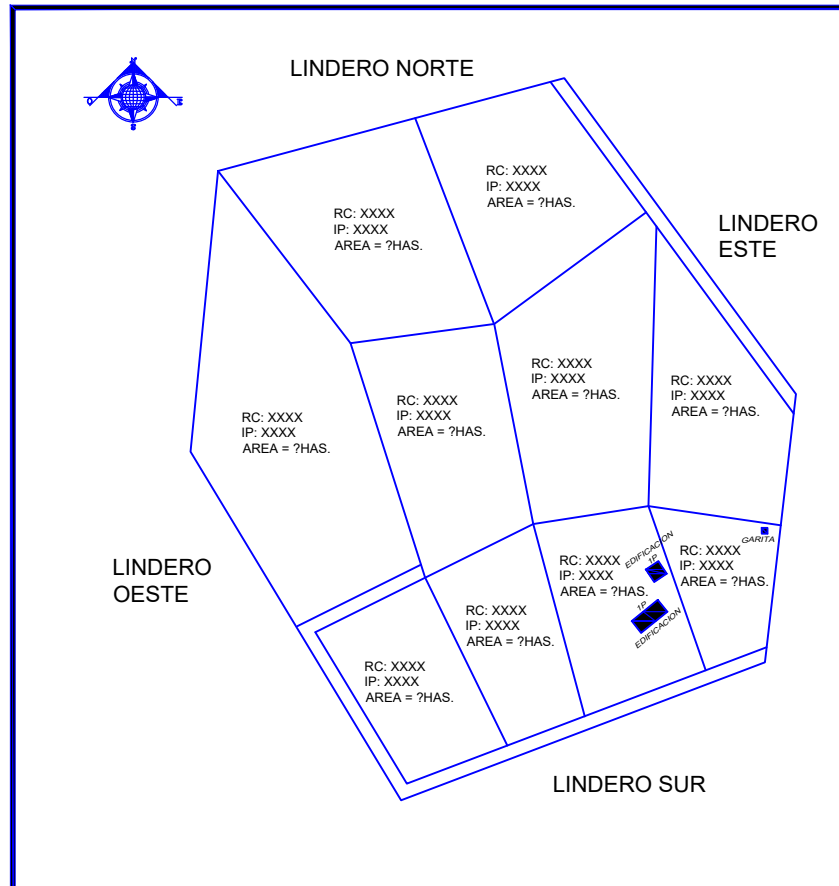 LINDERO NORTE
RC: XXXX
IP: XXXX
AREA = ?HAS.
RC: XXXX
IP: XXXX
AREA = ?HAS.
LINDERO
ESTE
RC: XXXX
IP: XXXX
AREA = ?HAS.
RC: XXXX
IP: XXXX
AREA = ?HAS.
RC: XXXX
IP: XXXX
AREA = ?HAS.
RC: XXXX
IP: XXXX
AREA = ?HAS.
GARITA
EDIFICACION
1P
RC: XXXX
IP: XXXX
AREA = ?HAS.
RC: XXXX
IP: XXXX
AREA = ?HAS.
LINDERO
OESTE
1P
EDIFICACION
RC: XXXX
IP: XXXX
AREA = ?HAS.
RC: XXXX
IP: XXXX
AREA = ?HAS.
LINDERO SUR